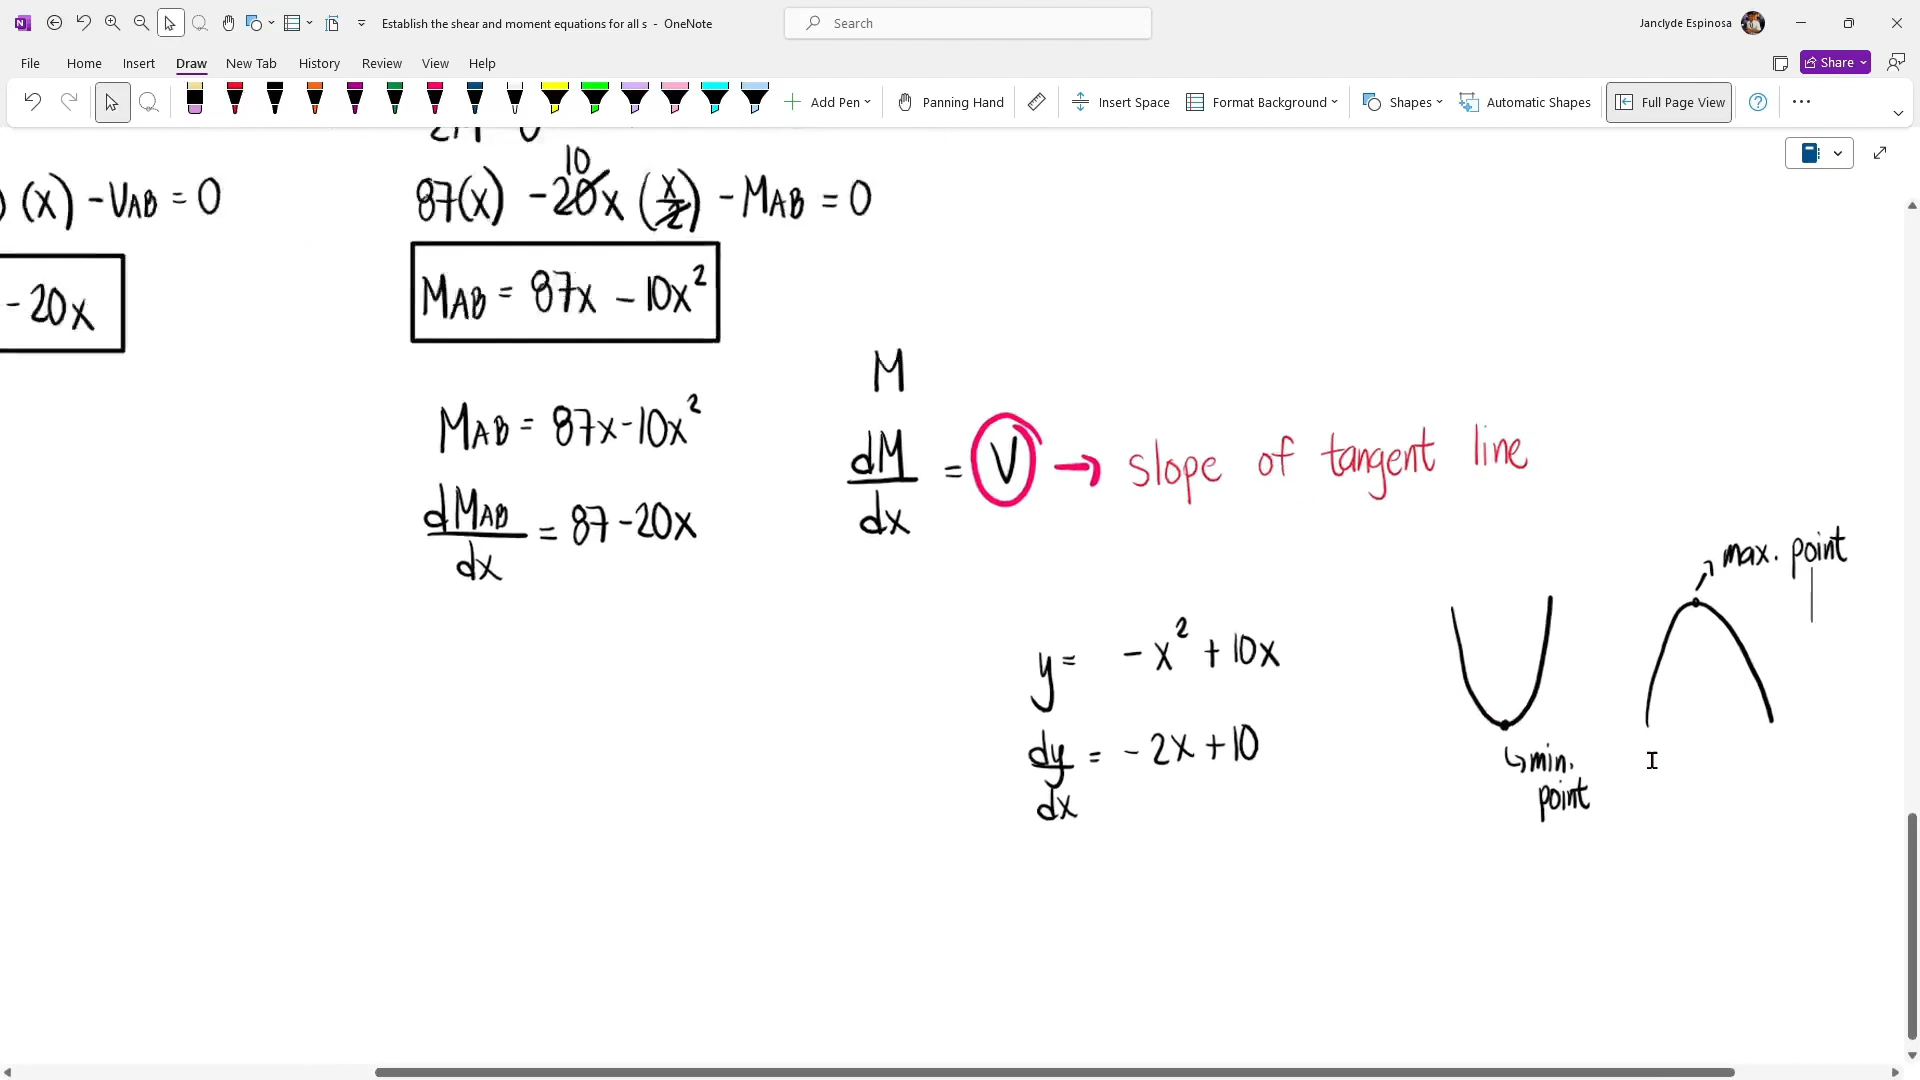 Establish the shear and moment equations for all s - OneNote
Search
Janclyde Espinosa
File Home Insert Draw New Tab History Review View Help
Share
Add Pen
Panning Hand
Insert Space
Format Background
Shapes
Automatic Shapes
Full Page View
(x) - VAB = 0
- 20x
10
87(x) - 20x (x/2) - MAB = 0
MAB = 87x - 10x²
MAB = 87x - 10x²
dMAB/dx = 87 - 20x
M
dM/dx = V → slope of tangent line
y = - x² + 10x
dy/dx = - 2x + 10
min. point
max. point